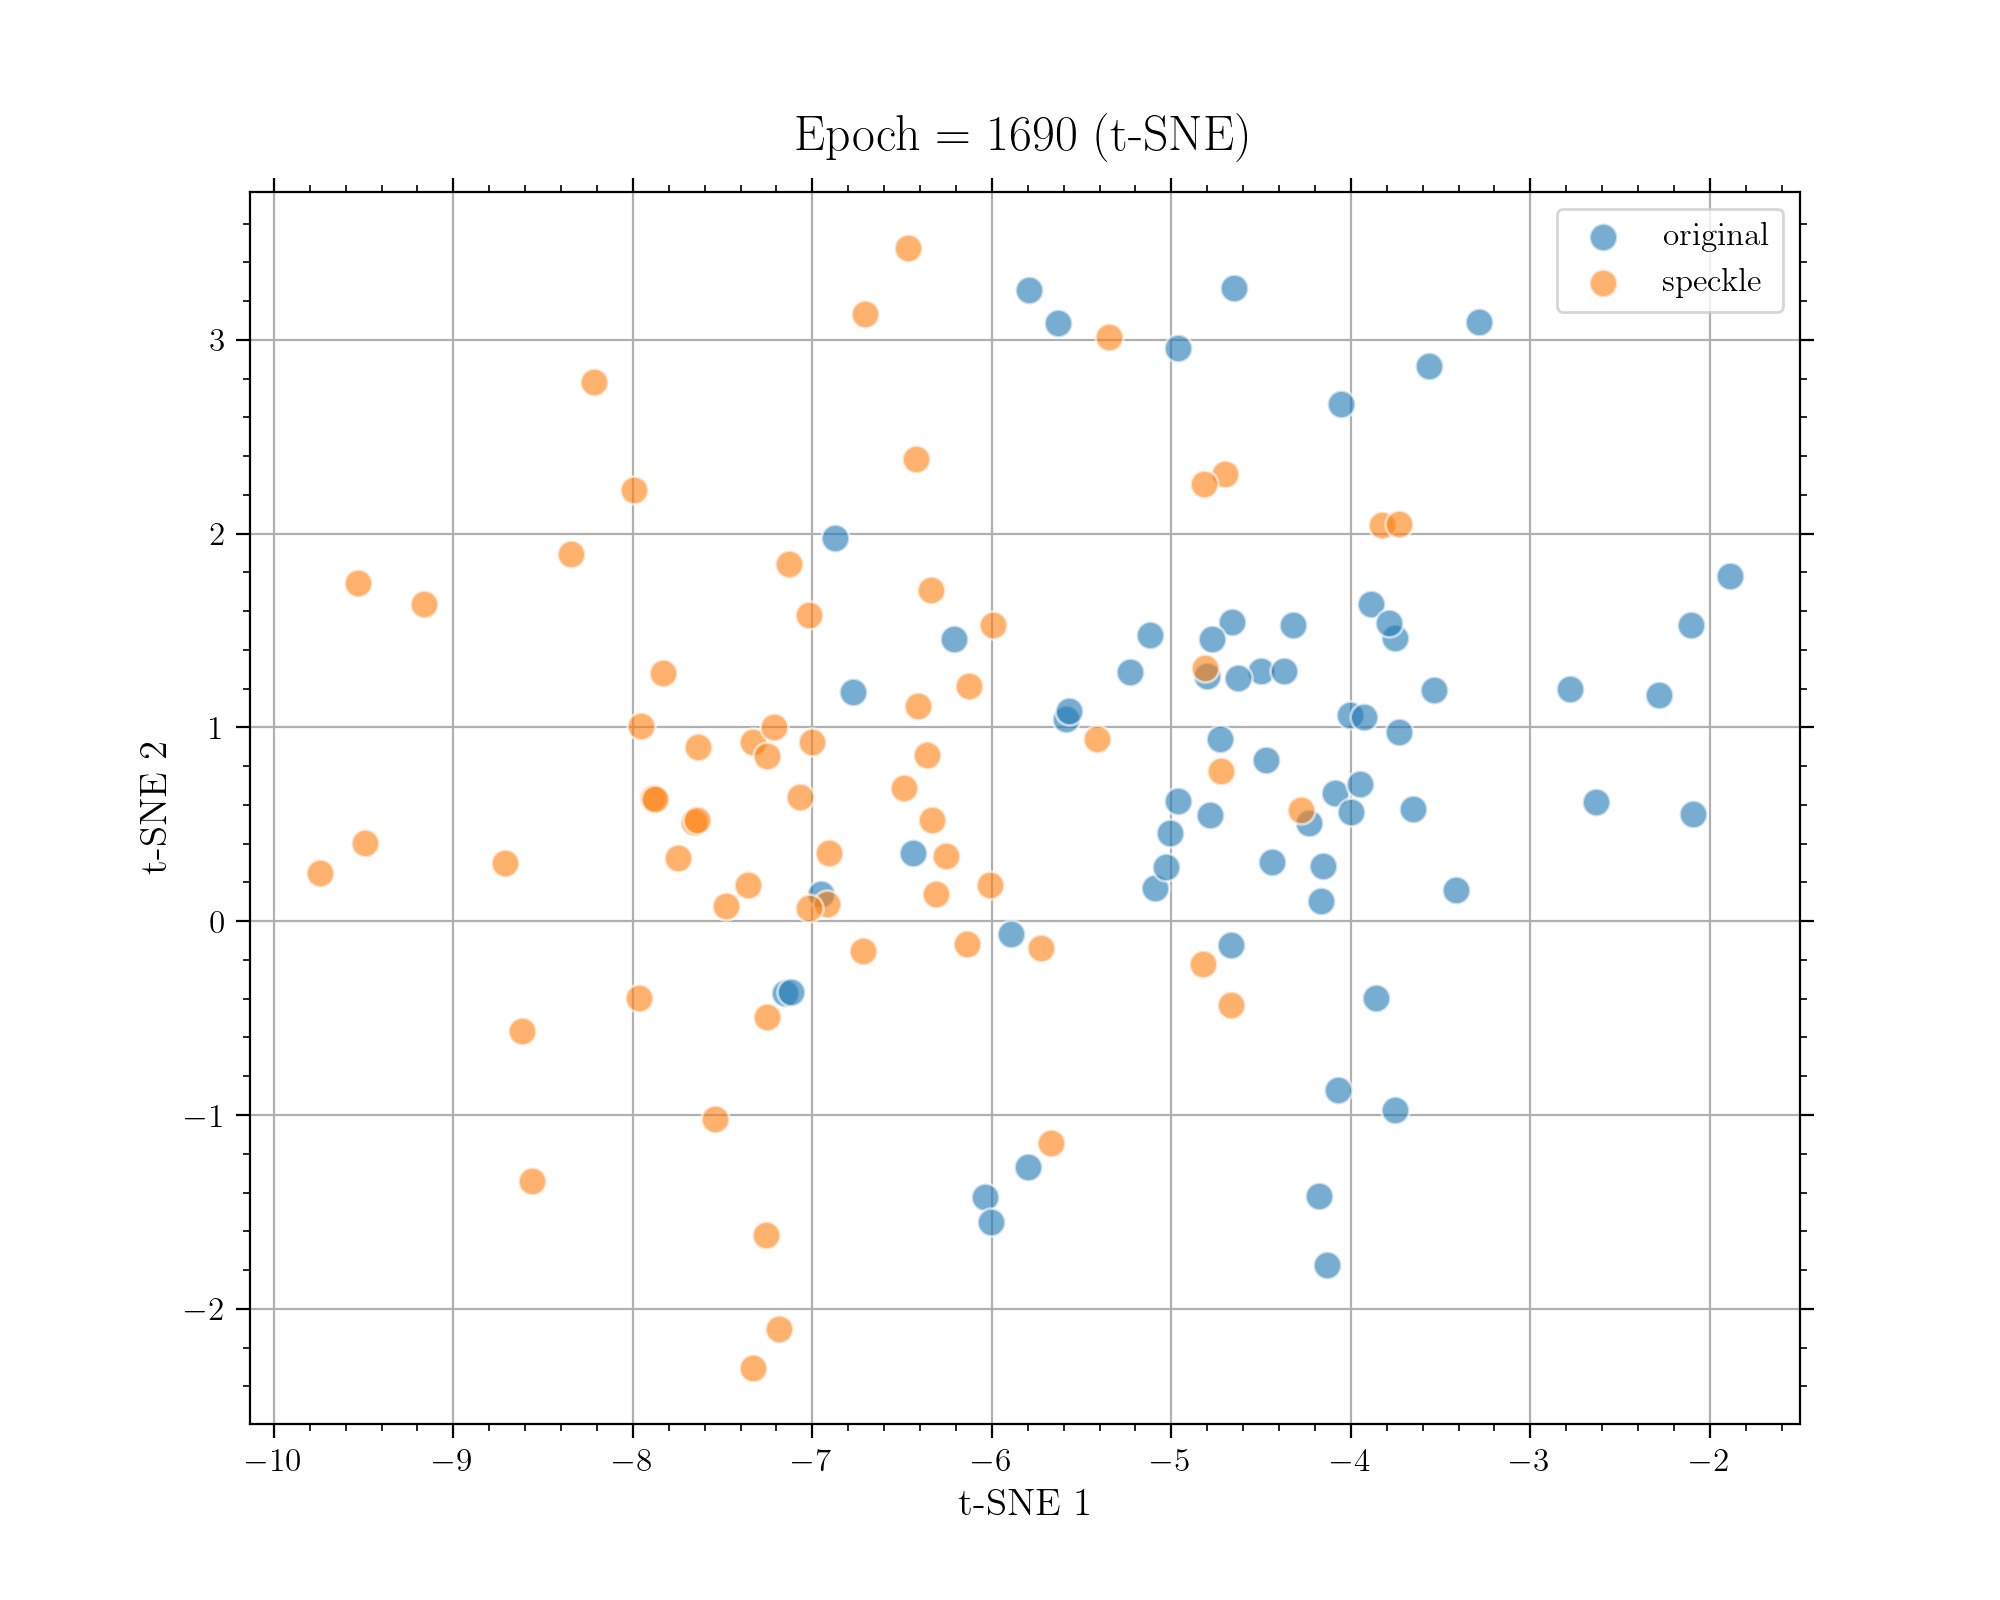 Epoch = 1690 (t-SNE)
original
speckle
3
2
1
0
−1
−2
t-SNE 2
−10 −9 −8 −7 −6 −5 −4 −3 −2
t-SNE 1